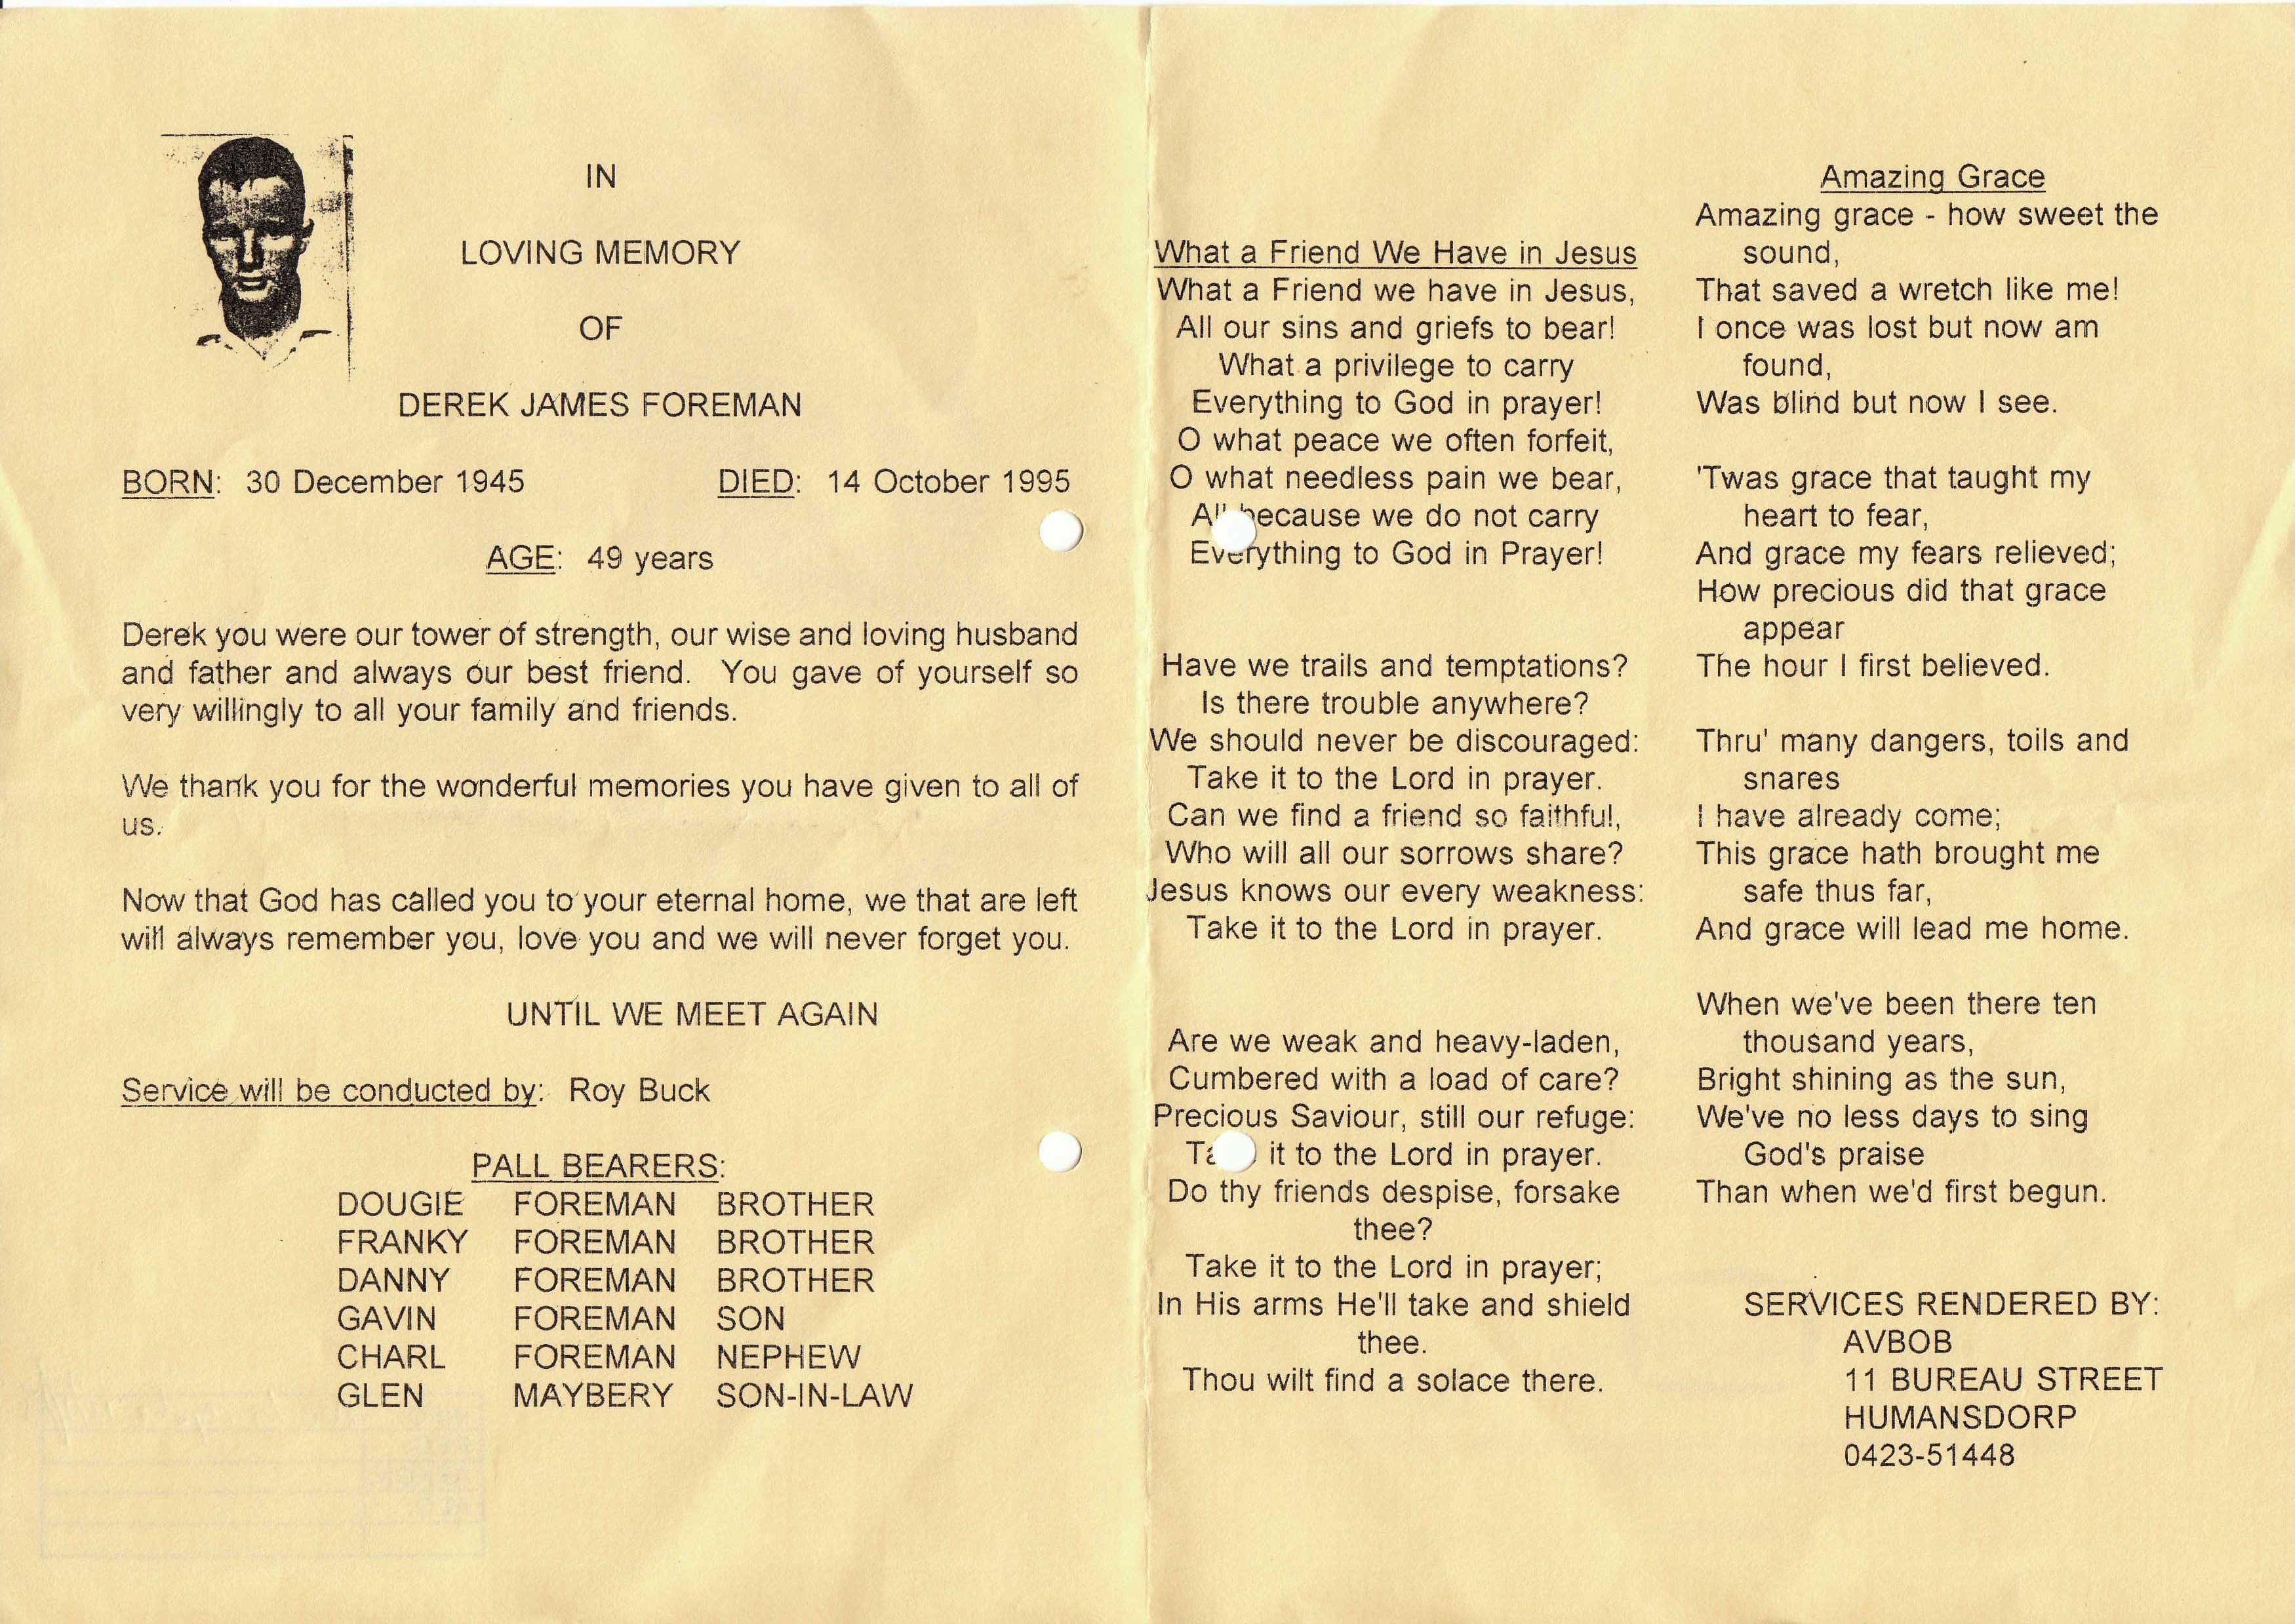 IN
LOVING MEMORY
OF
DEREK JAMES FOREMAN
BORN: 30 December 1945 DIED: 14 October 1995
AGE: 49 years
Derek you were our tower of strength, our wise and loving husband
and father and always our best friend. You gave of yourself so
very willingly to all your family and friends.
We thank you for the wonderful memories you have given to all of
us.
Now that God has called you to your eternal home, we that are left
will always remember you, love you and we will never forget you.
UNTIL WE MEET AGAIN
Service will be conducted by: Roy Buck
PALL BEARERS:
DOUGIE FOREMAN BROTHER
FRANKY FOREMAN BROTHER
DANNY FOREMAN BROTHER
GAVIN FOREMAN SON
CHARL FOREMAN NEPHEW
GLEN MAYBERY SON-IN-LAW
What a Friend We Have in Jesus
What a Friend we have in Jesus,
All our sins and griefs to bear!
What a privilege to carry
Everything to God in prayer!
O what peace we often forfeit,
O what needless pain we bear,
All because we do not carry
Everything to God in Prayer!
Have we trails and temptations?
Is there trouble anywhere?
We should never be discouraged:
Take it to the Lord in prayer.
Can we find a friend so faithful,
Who will all our sorrows share?
Jesus knows our every weakness:
Take it to the Lord in prayer.
Are we weak and heavy-laden,
Cumbered with a load of care?
Precious Saviour, still our refuge:
Take it to the Lord in prayer.
Do thy friends despise, forsake
thee?
Take it to the Lord in prayer;
In His arms He'll take and shield
thee.
Thou wilt find a solace there.
Amazing Grace
Amazing grace - how sweet the
sound,
That saved a wretch like me!
I once was lost but now am
found,
Was blind but now I see.
'Twas grace that taught my
heart to fear,
And grace my fears relieved;
How precious did that grace
appear
The hour I first believed.
Thru' many dangers, toils and
snares
I have already come;
This grace hath brought me
safe thus far,
And grace will lead me home.
When we've been there ten
thousand years,
Bright shining as the sun,
We've no less days to sing
God's praise
Than when we'd first begun.
SERVICES RENDERED BY:
AVBOB
11 BUREAU STREET
HUMANSDORP
0423-51448